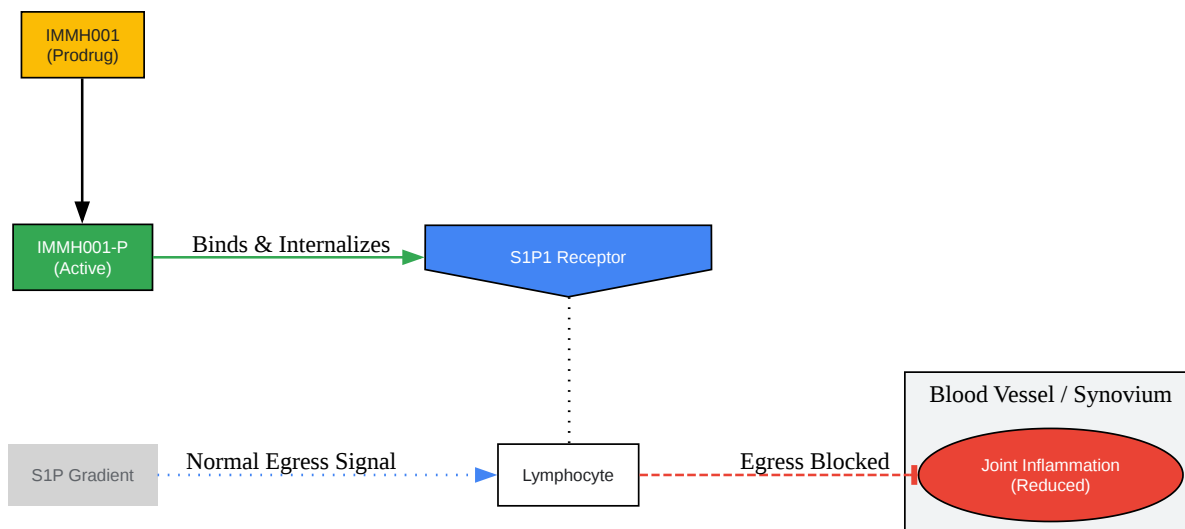 IMMH001
(Prodrug)
IMMH001-P
(Active)
Binds & Internalizes
S1P1 Receptor
Blood Vessel / Synovium
S1P Gradient
Normal Egress Signal
Lymphocyte
Egress Blocked
Joint Inflammation
(Reduced)